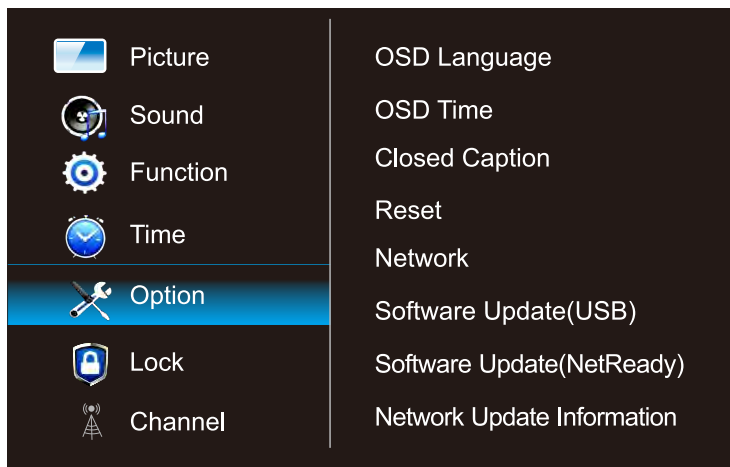 Picture
Sound
Function
Time
Option
Lock
Channel
OSD Language
OSD Time
Closed Caption
Reset
Network
Software Update(USB)
Software Update(NetReady)
Network Update Information